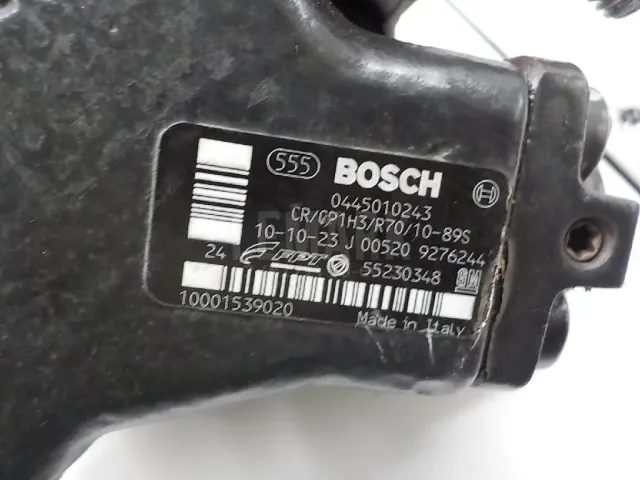 555 BOSCH
0445010243
CR/CP1H3/R70/10-89S
10-10-23 J 00520 9276244
24 FPT 55230348 GM
10001539020 Made in Italy